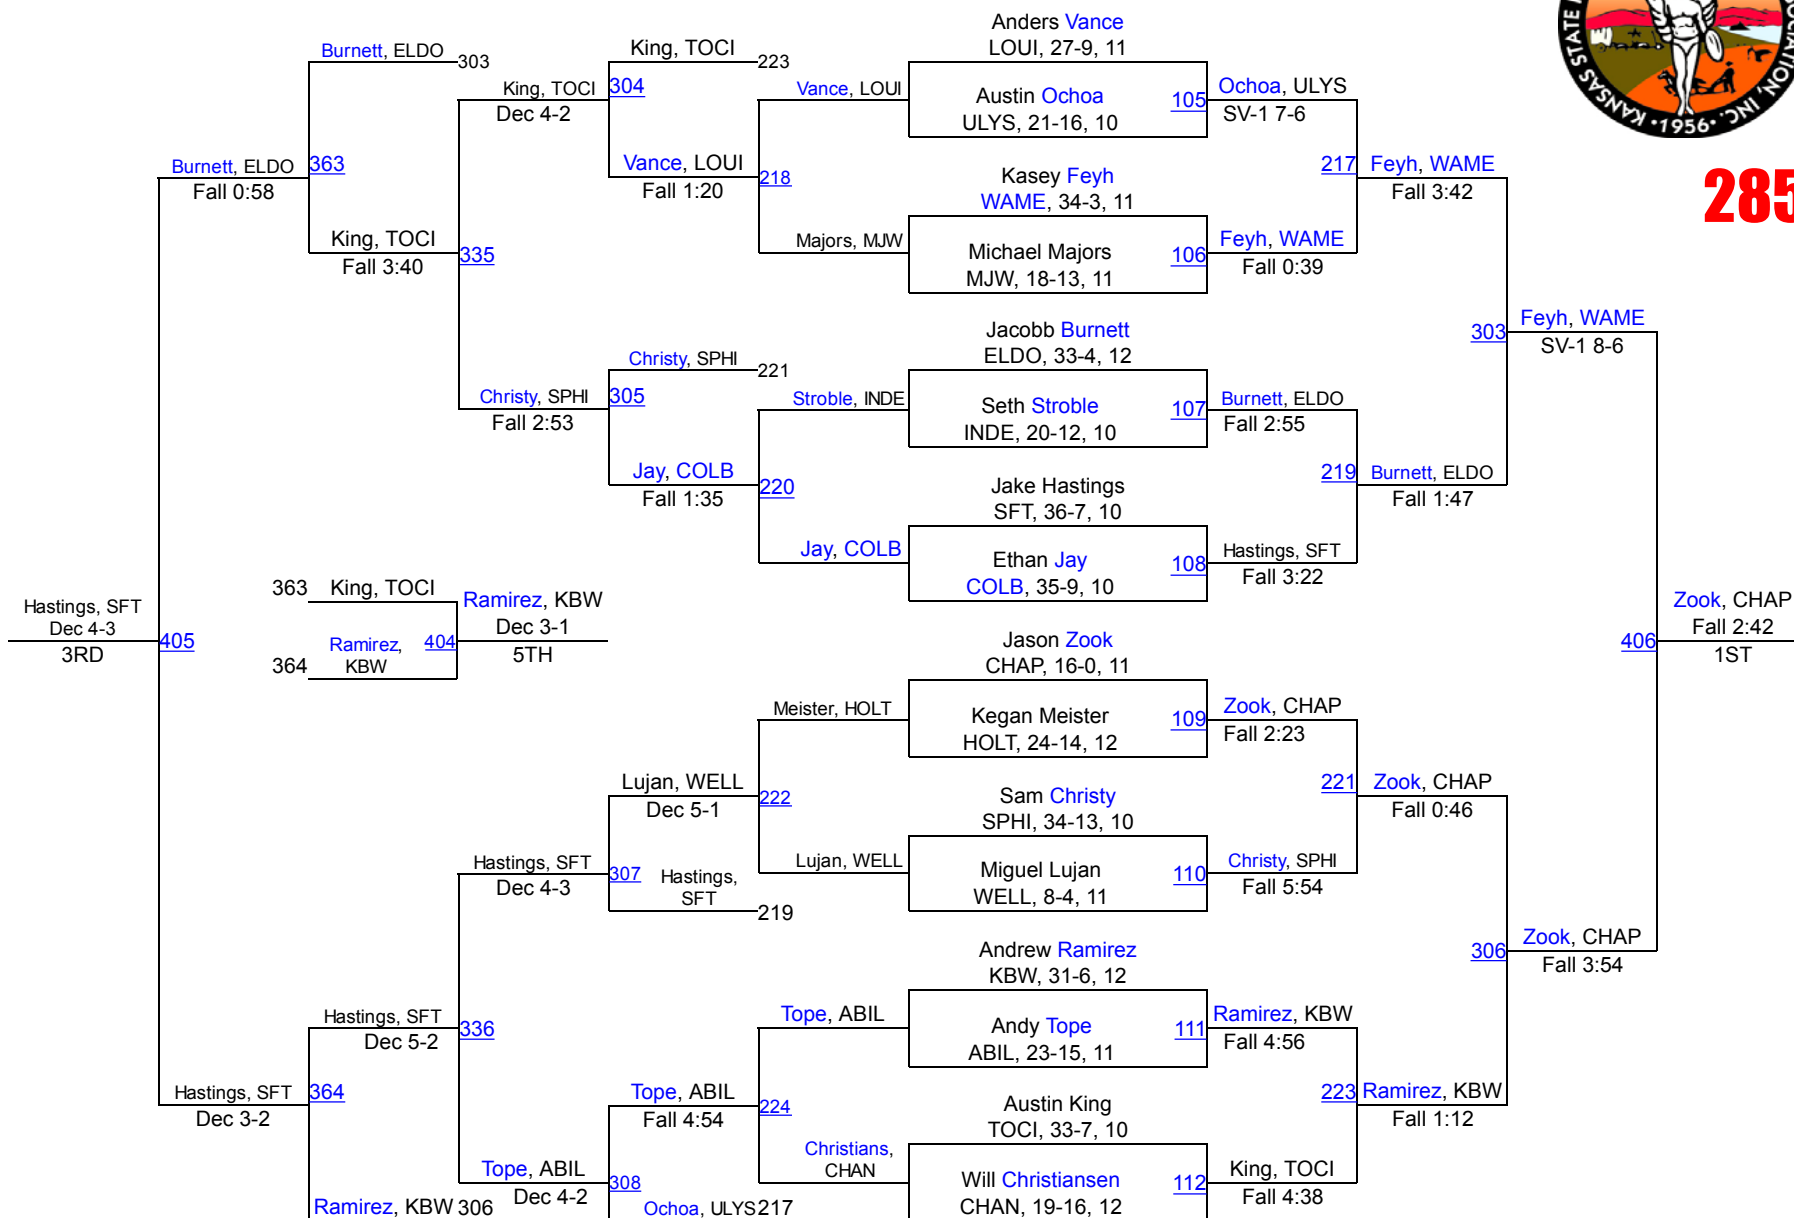 KANSAS STATE
OCIATION, INC.
•1956•
285
Anders Vance
LOUI, 27-9, 11
Austin Ochoa
ULYS, 21-16, 10
105
Kasey Feyh
WAME, 34-3, 11
Michael Majors
MJW, 18-13, 11
106
Jacobb Burnett
ELDO, 33-4, 12
Seth Stroble
INDE, 20-12, 10
107
Jake Hastings
SFT, 36-7, 10
Ethan Jay
COLB, 35-9, 10
108
Jason Zook
CHAP, 16-0, 11
Kegan Meister
HOLT, 24-14, 12
109
Sam Christy
SPHI, 34-13, 10
Miguel Lujan
WELL, 8-4, 11
110
Andrew Ramirez
KBW, 31-6, 12
Andy Tope
ABIL, 23-15, 11
111
Austin King
TOCI, 33-7, 10
Will Christiansen
CHAN, 19-16, 12
112
Ochoa, ULYS
SV-1 7-6
217
Feyh, WAME
Fall 0:39
Burnett, ELDO
Fall 2:55
219
Hastings, SFT
Fall 3:22
Zook, CHAP
Fall 2:23
221
Christy, SPHI
Fall 5:54
Ramirez, KBW
Fall 4:56
223
King, TOCI
Fall 4:38
Feyh, WAME
Fall 3:42
303
Burnett, ELDO
Fall 1:47
Zook, CHAP
Fall 0:46
306
Ramirez, KBW
Fall 1:12
Feyh, WAME
SV-1 8-6
406
Zook, CHAP
Fall 3:54
Zook, CHAP
Fall 2:42
1ST
Vance, LOUI
218
Majors, MJW
Stroble, INDE
220
Jay, COLB
Meister, HOLT
222
Lujan, WELL
Tope, ABIL
224
Christians,
CHAN
King, TOCI
223
304
Vance, LOUI
Fall 1:20
Christy, SPHI
221
305
Jay, COLB
Fall 1:35
Lujan, WELL
Dec 5-1
307
Hastings,
SFT
219
Tope, ABIL
Fall 4:54
308
Ochoa, ULYS
217
King, TOCI
Dec 4-2
335
Christy, SPHI
Fall 2:53
Hastings, SFT
Dec 4-3
336
Tope, ABIL
Dec 4-2
Burnett, ELDO
303
363
King, TOCI
Fall 3:40
Hastings, SFT
Dec 5-2
364
Ramirez, KBW
306
Burnett, ELDO
Fall 0:58
405
Hastings, SFT
Dec 3-2
Hastings, SFT
Dec 4-3
3RD
363
King, TOCI
404
364
Ramirez,
KBW
Ramirez, KBW
Dec 3-1
5TH